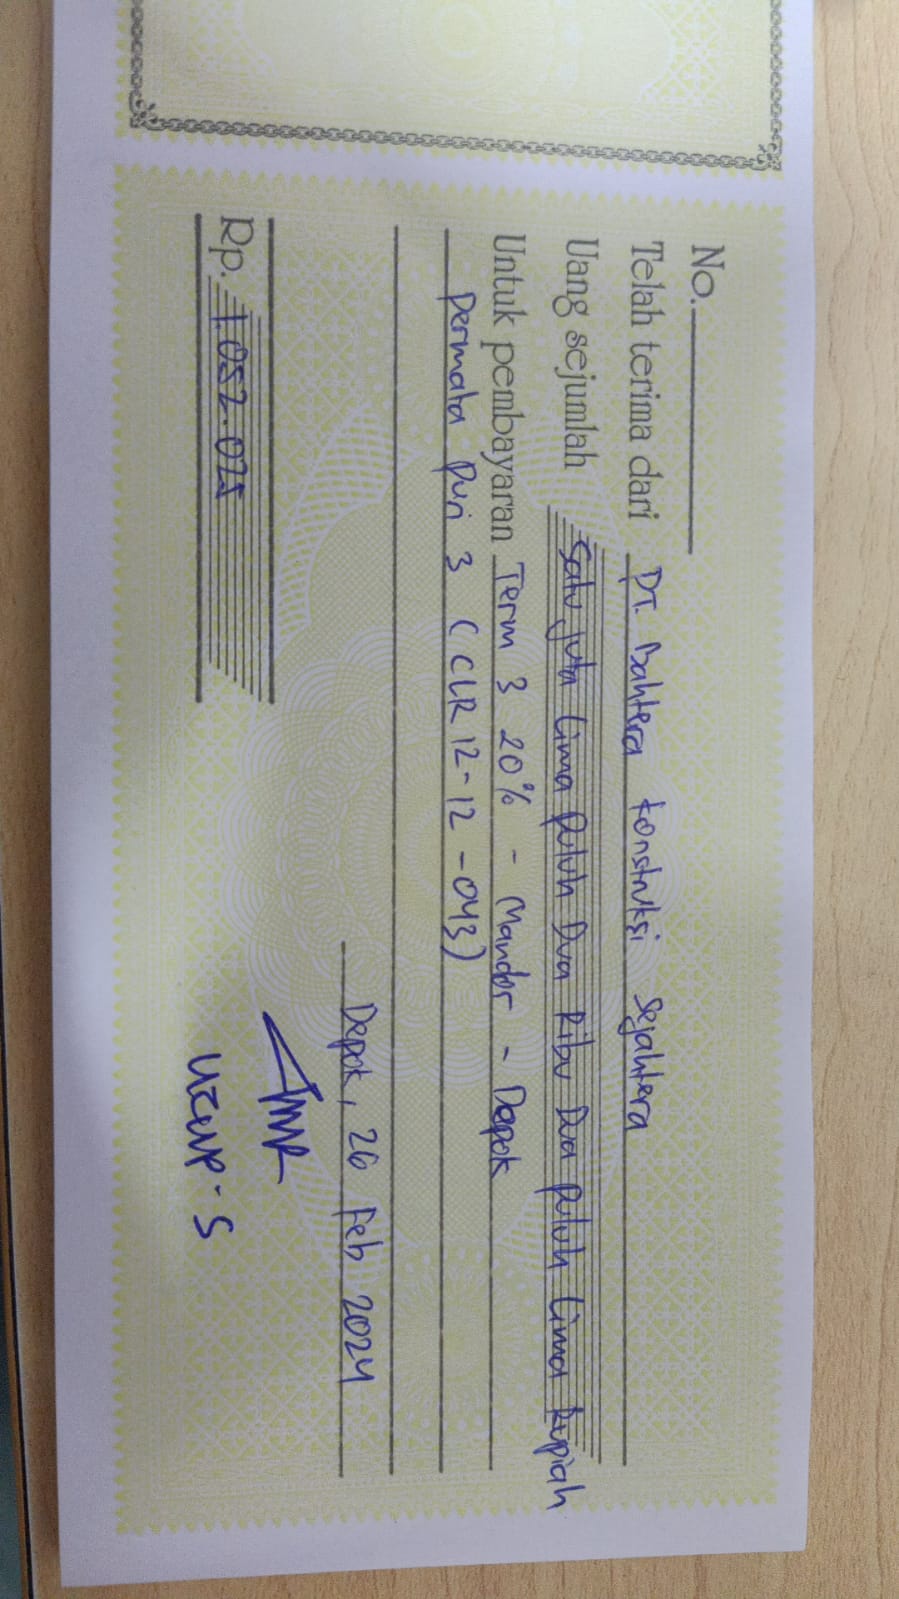 No.
Telah terima dari PT. Bahtera Konstruksi Sejahtera
Uang sejumlah Satu juta lima puluh Dua Ribu Dua puluh lima Rupiah
Untuk pembayaran Term 3 20% - Mandor - Depok
permata puri 3 (CLR 12-12-043)
Depok, 26 Feb 2024
Rp. 1.052.025